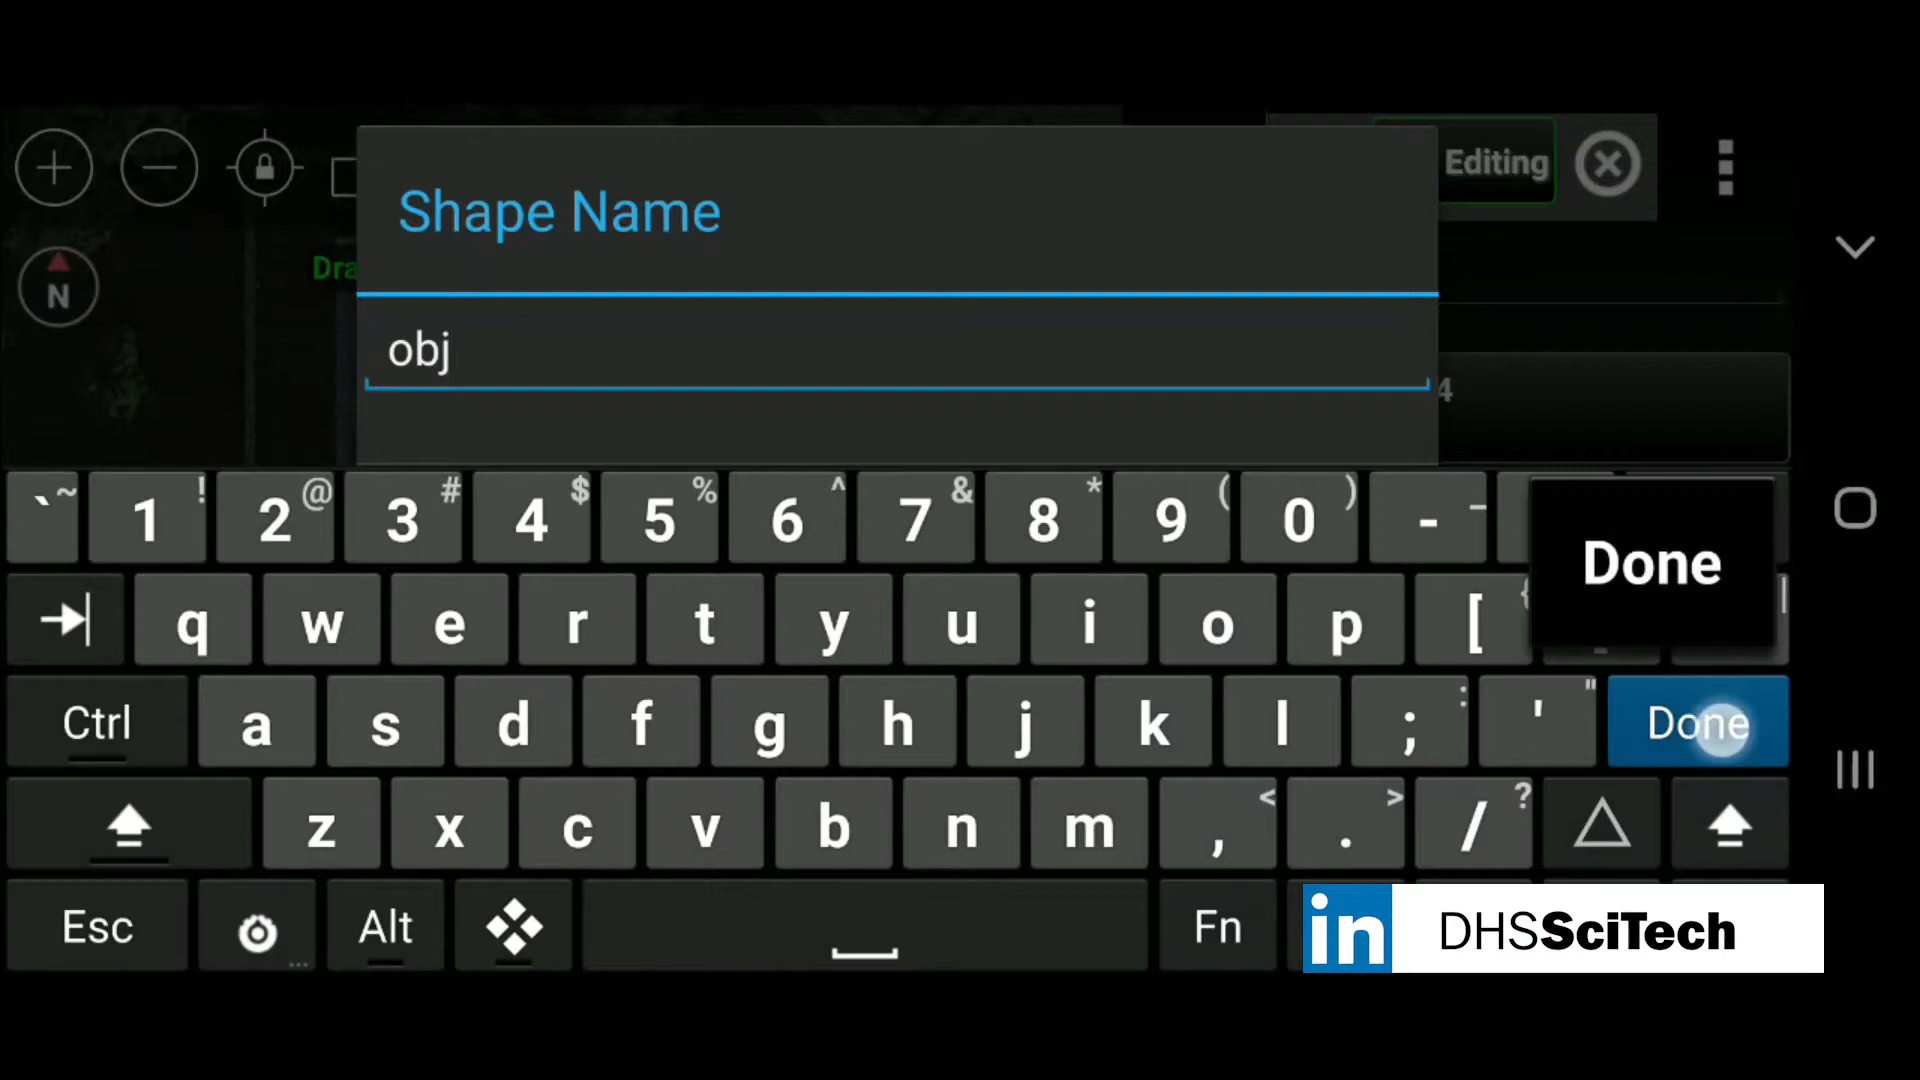 Editing
Shape Name
N
Dra
obj
4
` ~ 1 ! 2 @ 3 # 4 $ 5 % 6 ^ 7 & 8 * 9 ( 0 ) - _
Done
q w e r t y u i o p [ {
Ctrl a s d f g h j k l ; : ' " Done
z x c v b n m , < . > / ?
Esc Alt Fn
in DHSSciTech